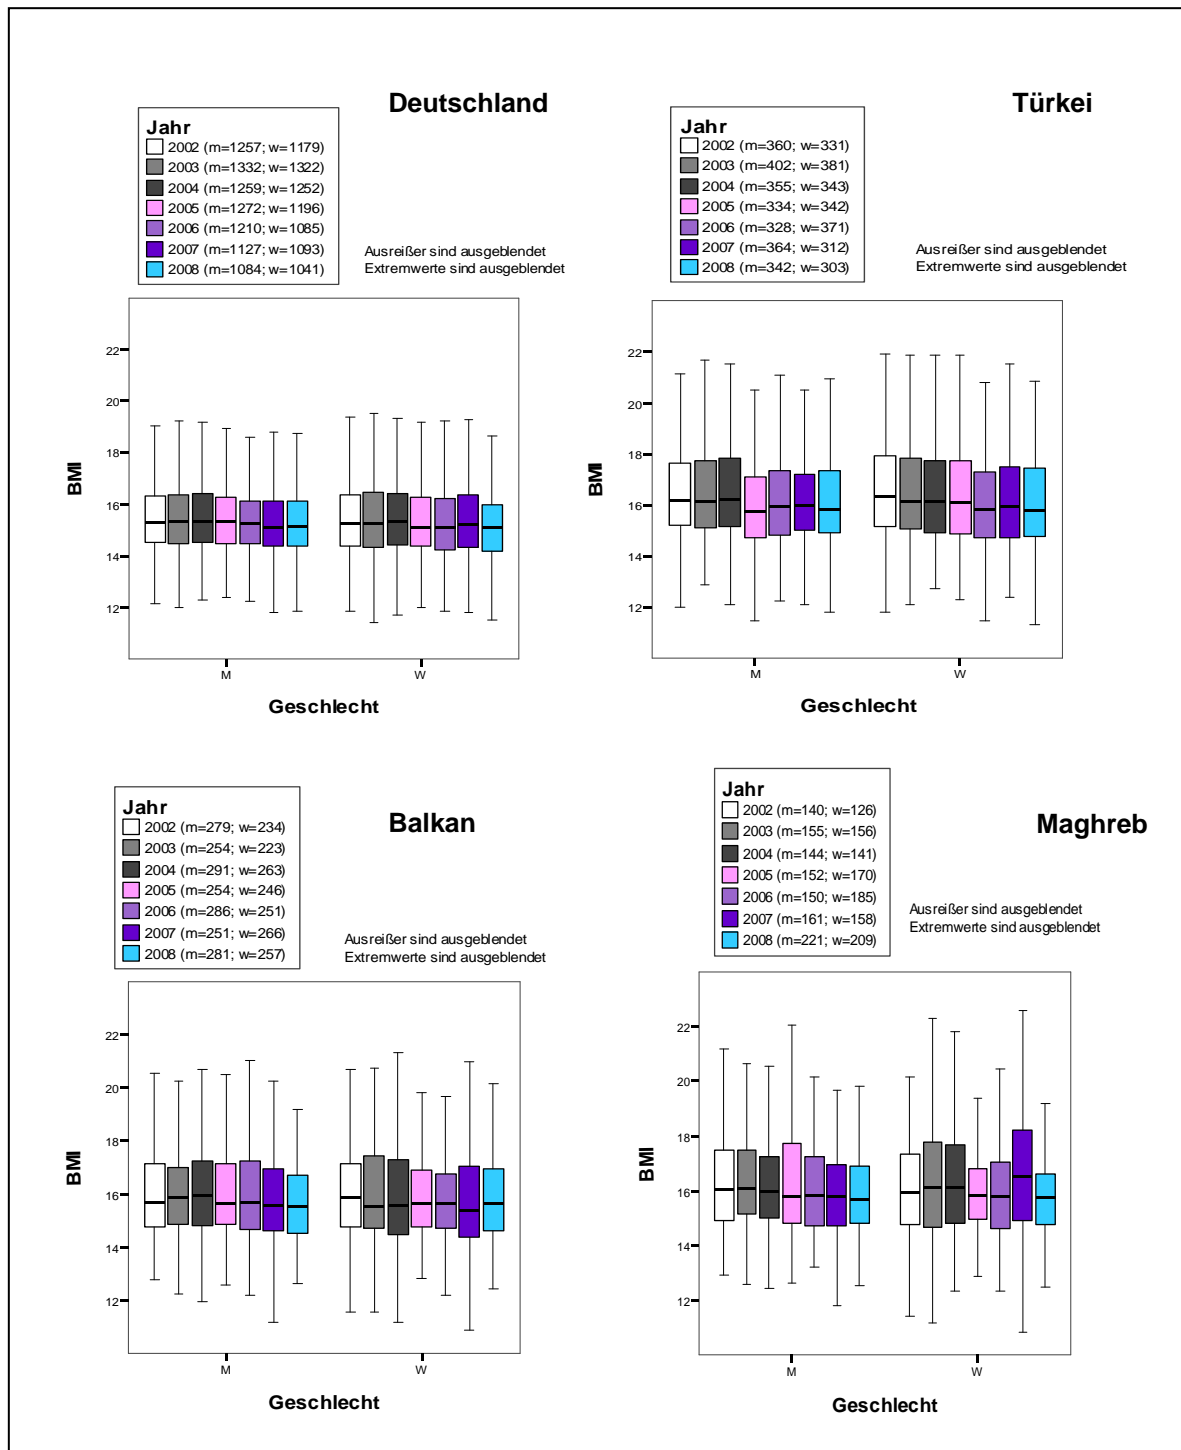 Deutschland
Jahr
2002 (m=1257; w=1179)
2003 (m=1332; w=1322)
2004 (m=1259; w=1252)
2005 (m=1272; w=1196)
2006 (m=1210; w=1085)
2007 (m=1127; w=1093)
2008 (m=1084; w=1041)
Ausreißer sind ausgeblendet
Extremwerte sind ausgeblendet
BMI
22
20
18
16
14
12
M
W
Geschlecht
Türkei
Jahr
2002 (m=360; w=331)
2003 (m=402; w=381)
2004 (m=355; w=343)
2005 (m=334; w=342)
2006 (m=328; w=371)
2007 (m=364; w=312)
2008 (m=342; w=303)
Ausreißer sind ausgeblendet
Extremwerte sind ausgeblendet
BMI
22
20
18
16
14
12
M
W
Geschlecht
Balkan
Jahr
2002 (m=279; w=234)
2003 (m=254; w=223)
2004 (m=291; w=263)
2005 (m=254; w=246)
2006 (m=286; w=251)
2007 (m=251; w=266)
2008 (m=281; w=257)
Ausreißer sind ausgeblendet
Extremwerte sind ausgeblendet
BMI
22
20
18
16
14
12
M
W
Geschlecht
Maghreb
Jahr
2002 (m=140; w=126)
2003 (m=155; w=156)
2004 (m=144; w=141)
2005 (m=152; w=170)
2006 (m=150; w=185)
2007 (m=161; w=158)
2008 (m=221; w=209)
Ausreißer sind ausgeblendet
Extremwerte sind ausgeblendet
BMI
22
20
18
16
14
12
M
W
Geschlecht